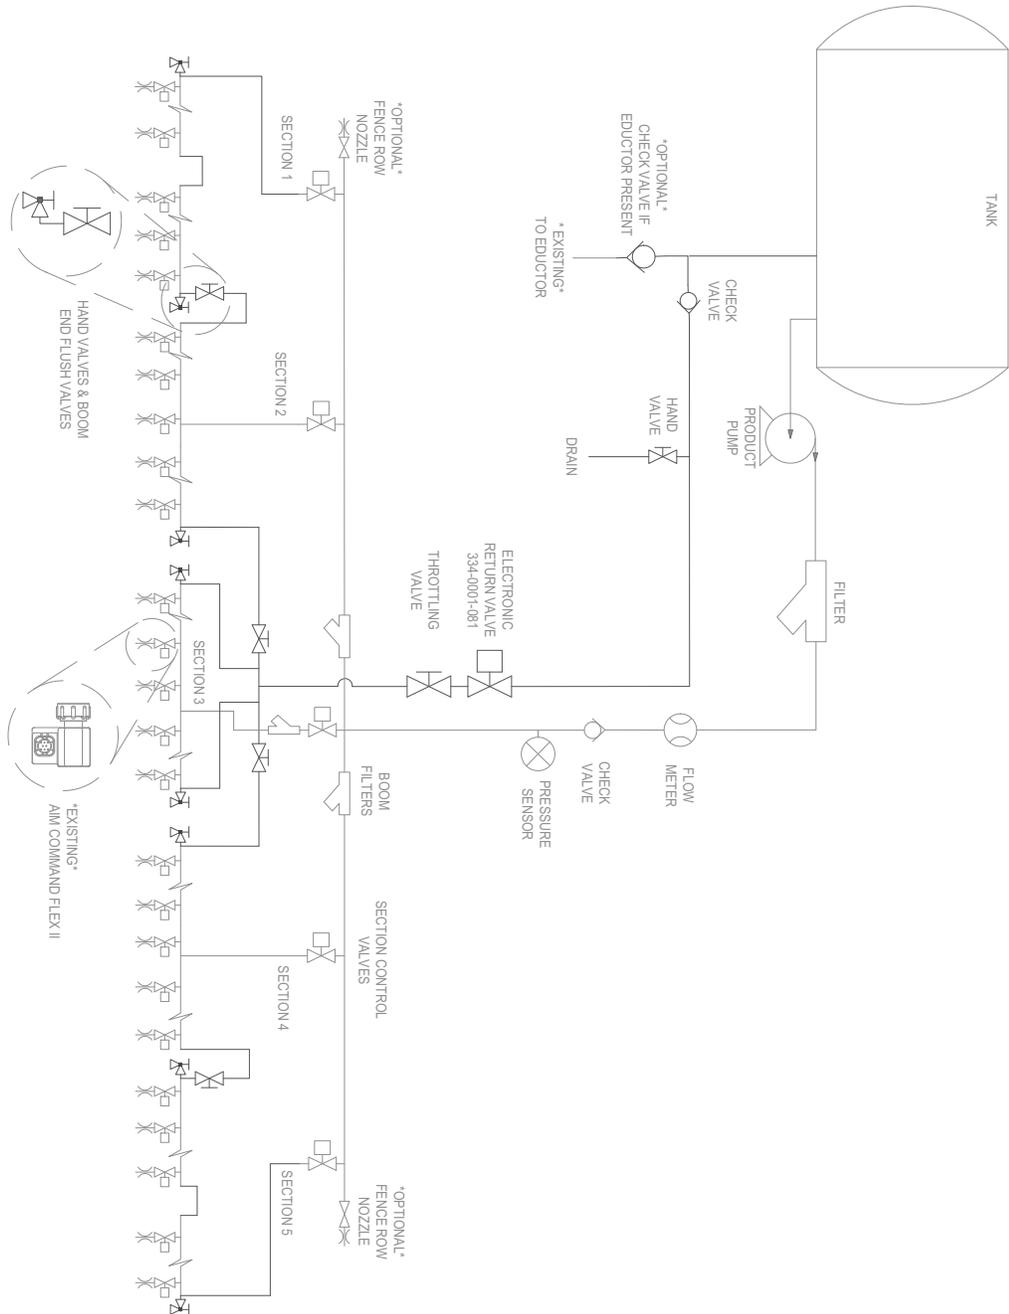 TANK
*OPTIONAL*
CHECK VALVE IF
EDUCTOR PRESENT
* EXISTING*
TO EDUCTOR
CHECK
VALVE
HAND
VALVE
DRAIN
PRODUCT
PUMP
FILTER
FLOW
METER
CHECK
VALVE
PRESSURE
SENSOR
ELECTRONIC
RETURN VALVE
334-0001-081
THROTTLING
VALVE
*OPTIONAL*
FENCE ROW
NOZZLE
SECTION 1
SECTION 2
SECTION 3
BOOM
FILTERS
SECTION CONTROL
VALVES
SECTION 4
SECTION 5
*OPTIONAL*
FENCE ROW
NOZZLE
HAND VALVES & BOOM
END FLUSH VALVES
*EXISTING*
AIM COMMAND FLEX II